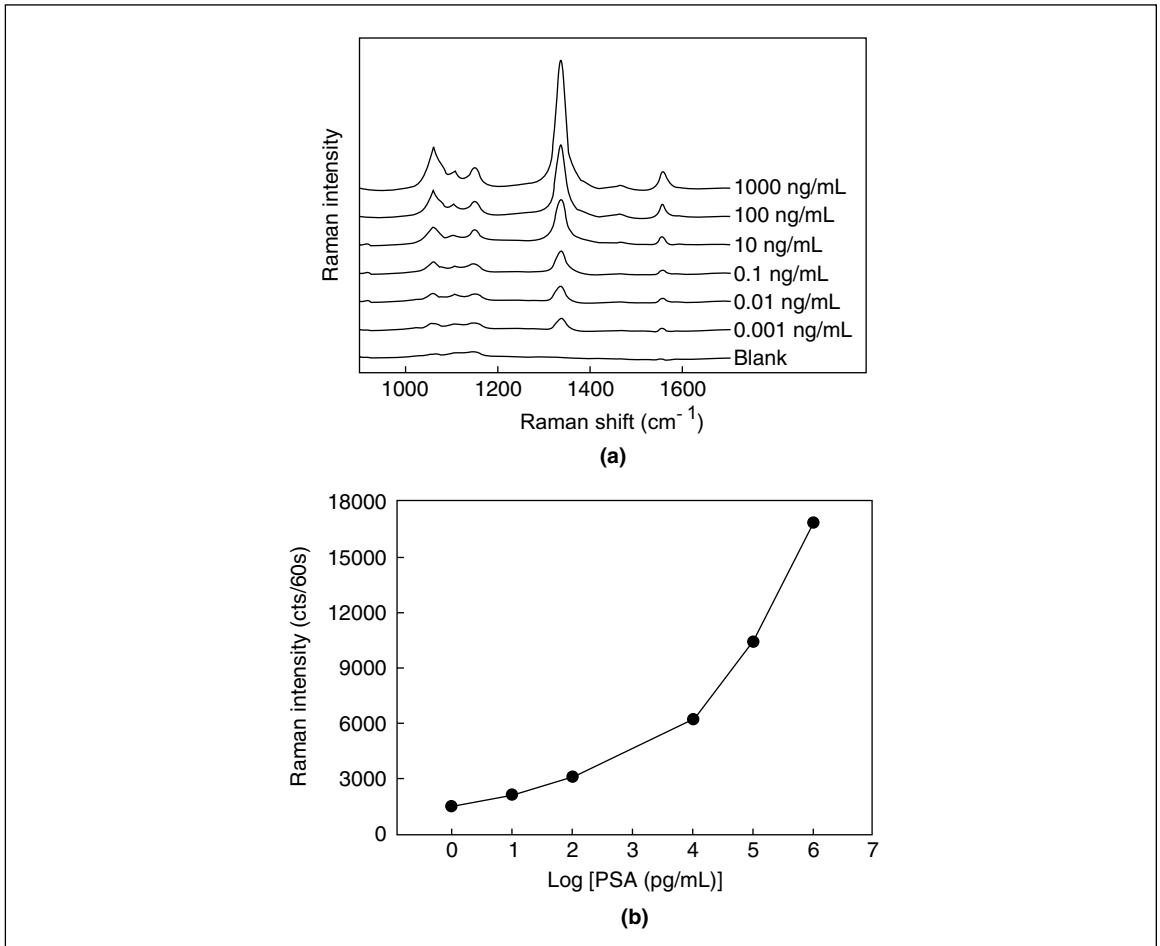 Raman intensity
1000 ng/mL
100 ng/mL
10 ng/mL
0.1 ng/mL
0.01 ng/mL
0.001 ng/mL
Blank
1000 1200 1400 1600
Raman shift (cm- 1)
(a)
Raman intensity (cts/60s)
18000
15000
12000
9000
6000
3000
0
0 1 2 3 4 5 6 7
Log [PSA (pg/mL)]
(b)